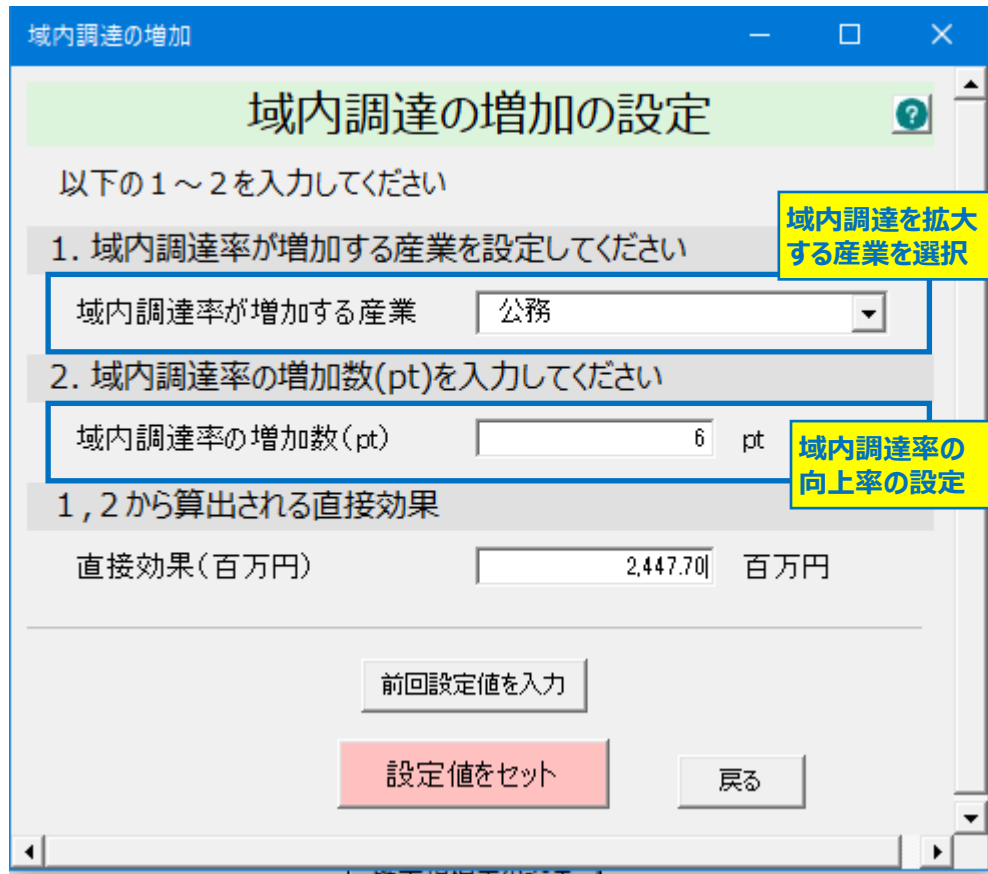 域内調達の増加
域内調達の増加の設定
以下の1～2を入力してください
域内調達を拡大
する産業を選択
1. 域内調達率が増加する産業を設定してください
域内調達率が増加する産業 公務
2. 域内調達率の増加数(pt)を入力してください
域内調達率の増加数(pt) 6 pt
域内調達率の
向上率の設定
1 , 2から算出される直接効果
直接効果(百万円) 2,447.70 百万円
前回設定値を入力
設定値をセット
戻る